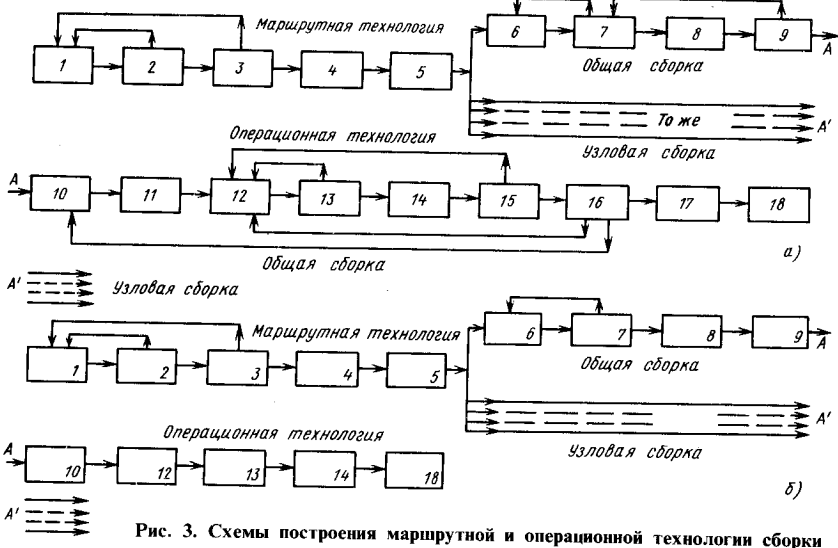 Маршрутная технология
1 2 3 4 5 6 7 8 9 А
Общая сборка
То же А'
Узловая сборка
Операционная технология
А 10 11 12 13 14 15 16 17 18
а)
Общая сборка
А' Узловая сборка
Маршрутная технология
1 2 3 4 5 6 7 8 9 А
Общая сборка
А'
Узловая сборка
Операционная технология
А 10 12 13 14 18
б)
А'
Рис. 3. Схемы построения маршрутной и операционной технологии сборки